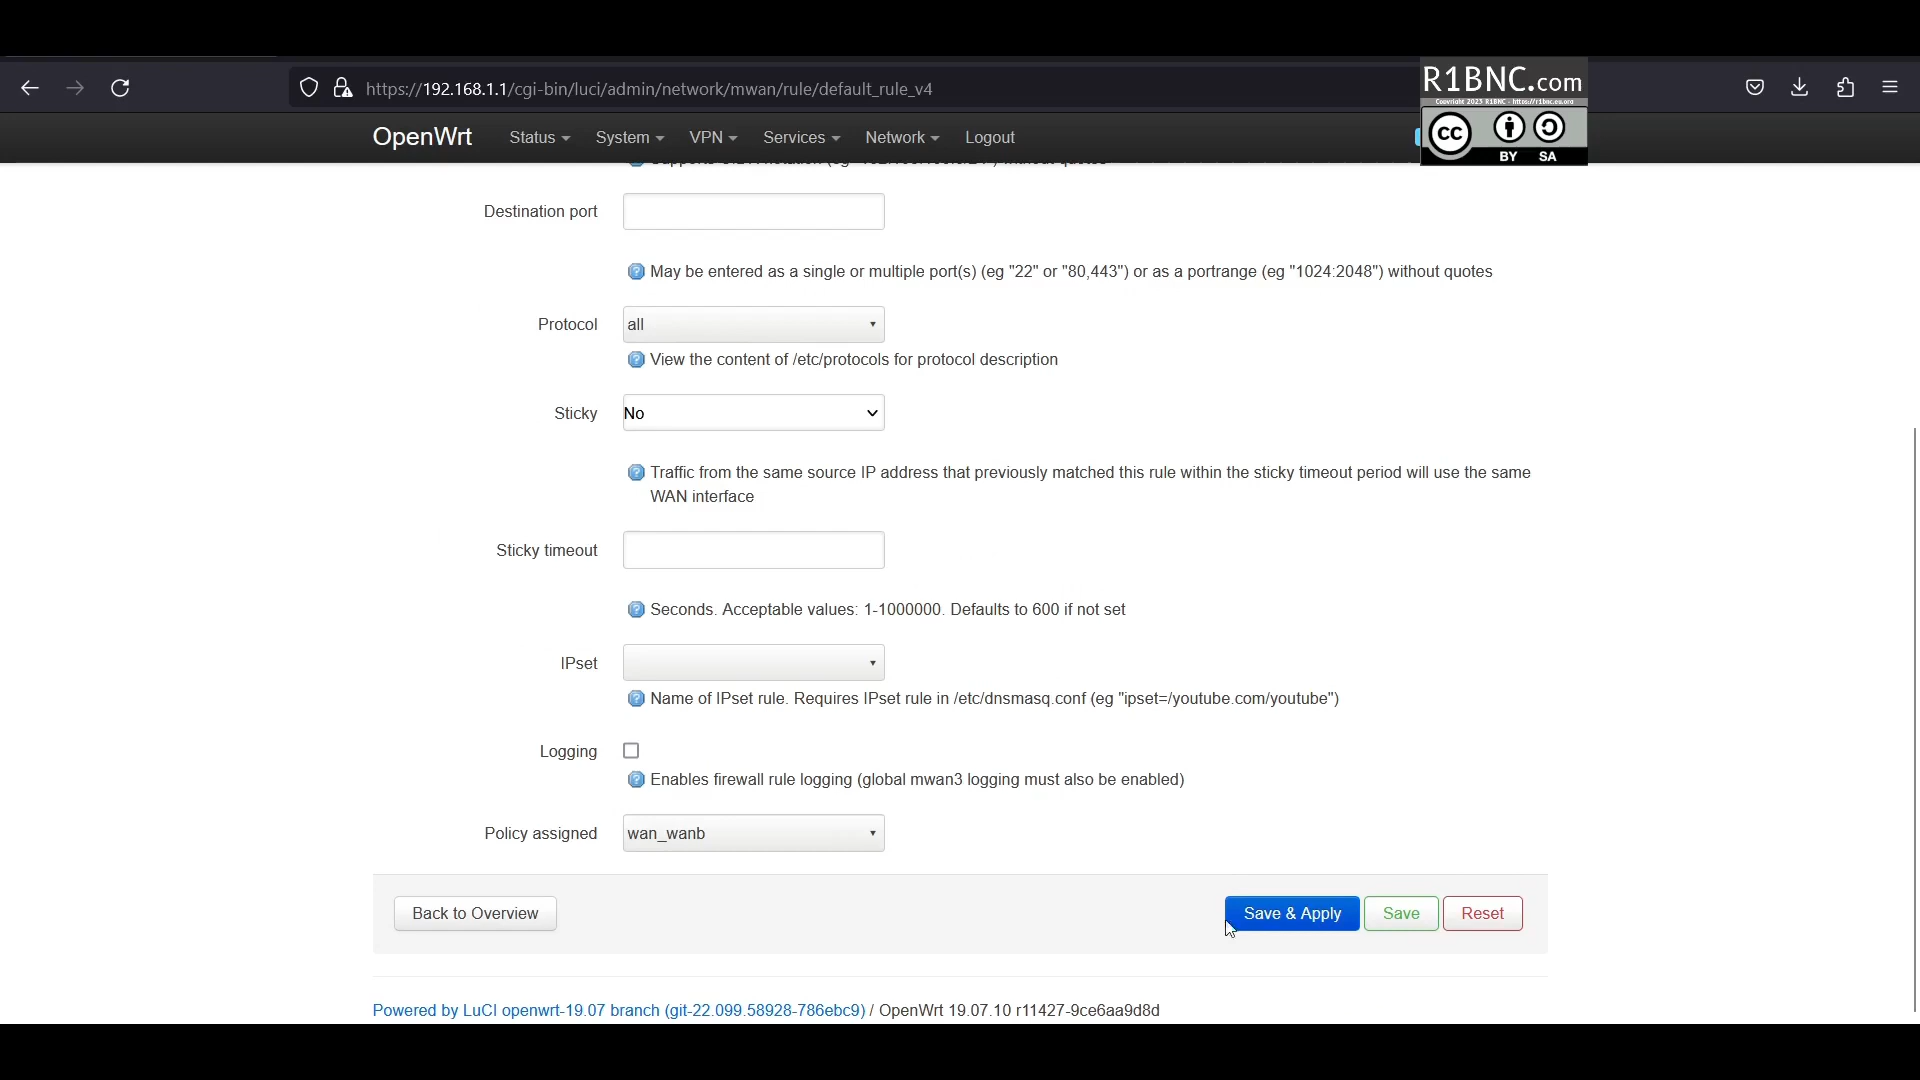 https://192.168.1.1/cgi-bin/luci/admin/network/mwan/rule/default_rule_v4
R1BNC.com
Copyright 2023 R1BNC - https://r1bnc.eu.org
CC
BY SA
OpenWrt
Status
System
VPN
Services
Network
Logout
Destination port
May be entered as a single or multiple port(s) (eg "22" or "80,443") or as a portrange (eg "1024:2048") without quotes
Protocol
all
View the content of /etc/protocols for protocol description
Sticky
No
Traffic from the same source IP address that previously matched this rule within the sticky timeout period will use the same
WAN interface
Sticky timeout
Seconds. Acceptable values: 1-1000000. Defaults to 600 if not set
IPset
Name of IPset rule. Requires IPset rule in /etc/dnsmasq.conf (eg "ipset=/youtube.com/youtube")
Logging
Enables firewall rule logging (global mwan3 logging must also be enabled)
Policy assigned
wan_wanb
Back to Overview
Save & Apply
Save
Reset
Powered by LuCI openwrt-19.07 branch (git-22.099.58928-786ebc9) / OpenWrt 19.07.10 r11427-9ce6aa9d8d